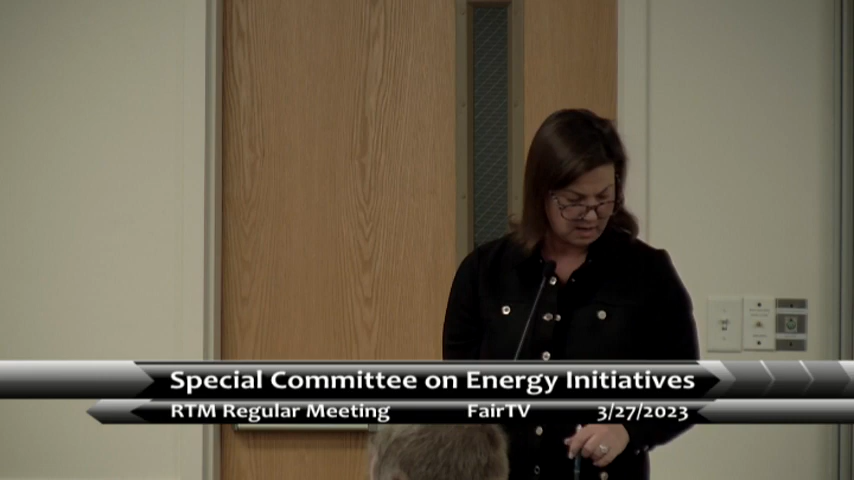 Special Committee on Energy Initiatives
RTM Regular Meeting FairTV 3/27/2023